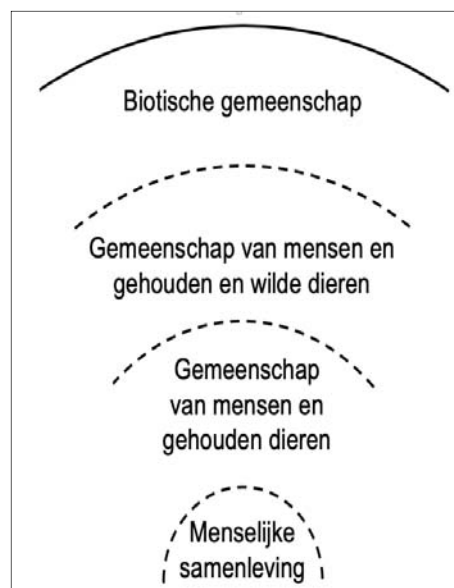 Biotische gemeenschap
Gemeenschap van mensen en
gehouden en wilde dieren
Gemeenschap
van mensen en
gehouden dieren
Menselijke
samenleving